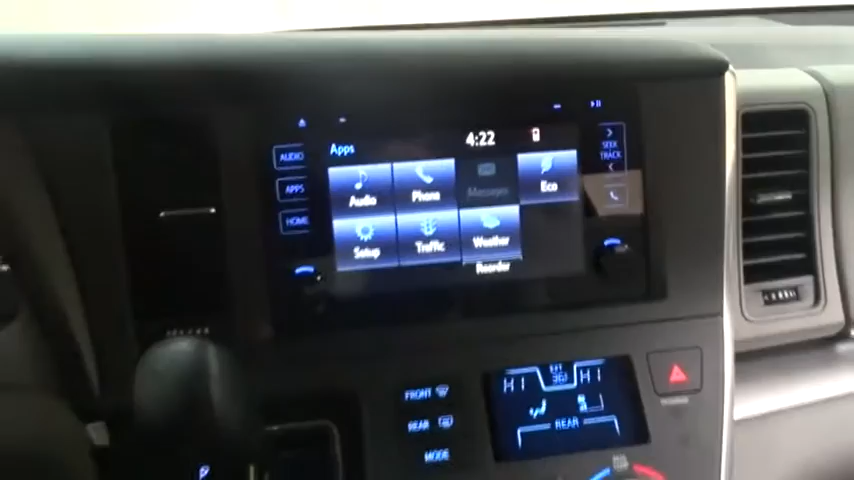 4:22
Apps
AUDIO
SEEK
TRACK
APPS
Audio
Phone
Messages
Eco
HOME
Setup
Traffic
Weather
Reorder
FRONT
HI
HI
REAR
REAR
MODE